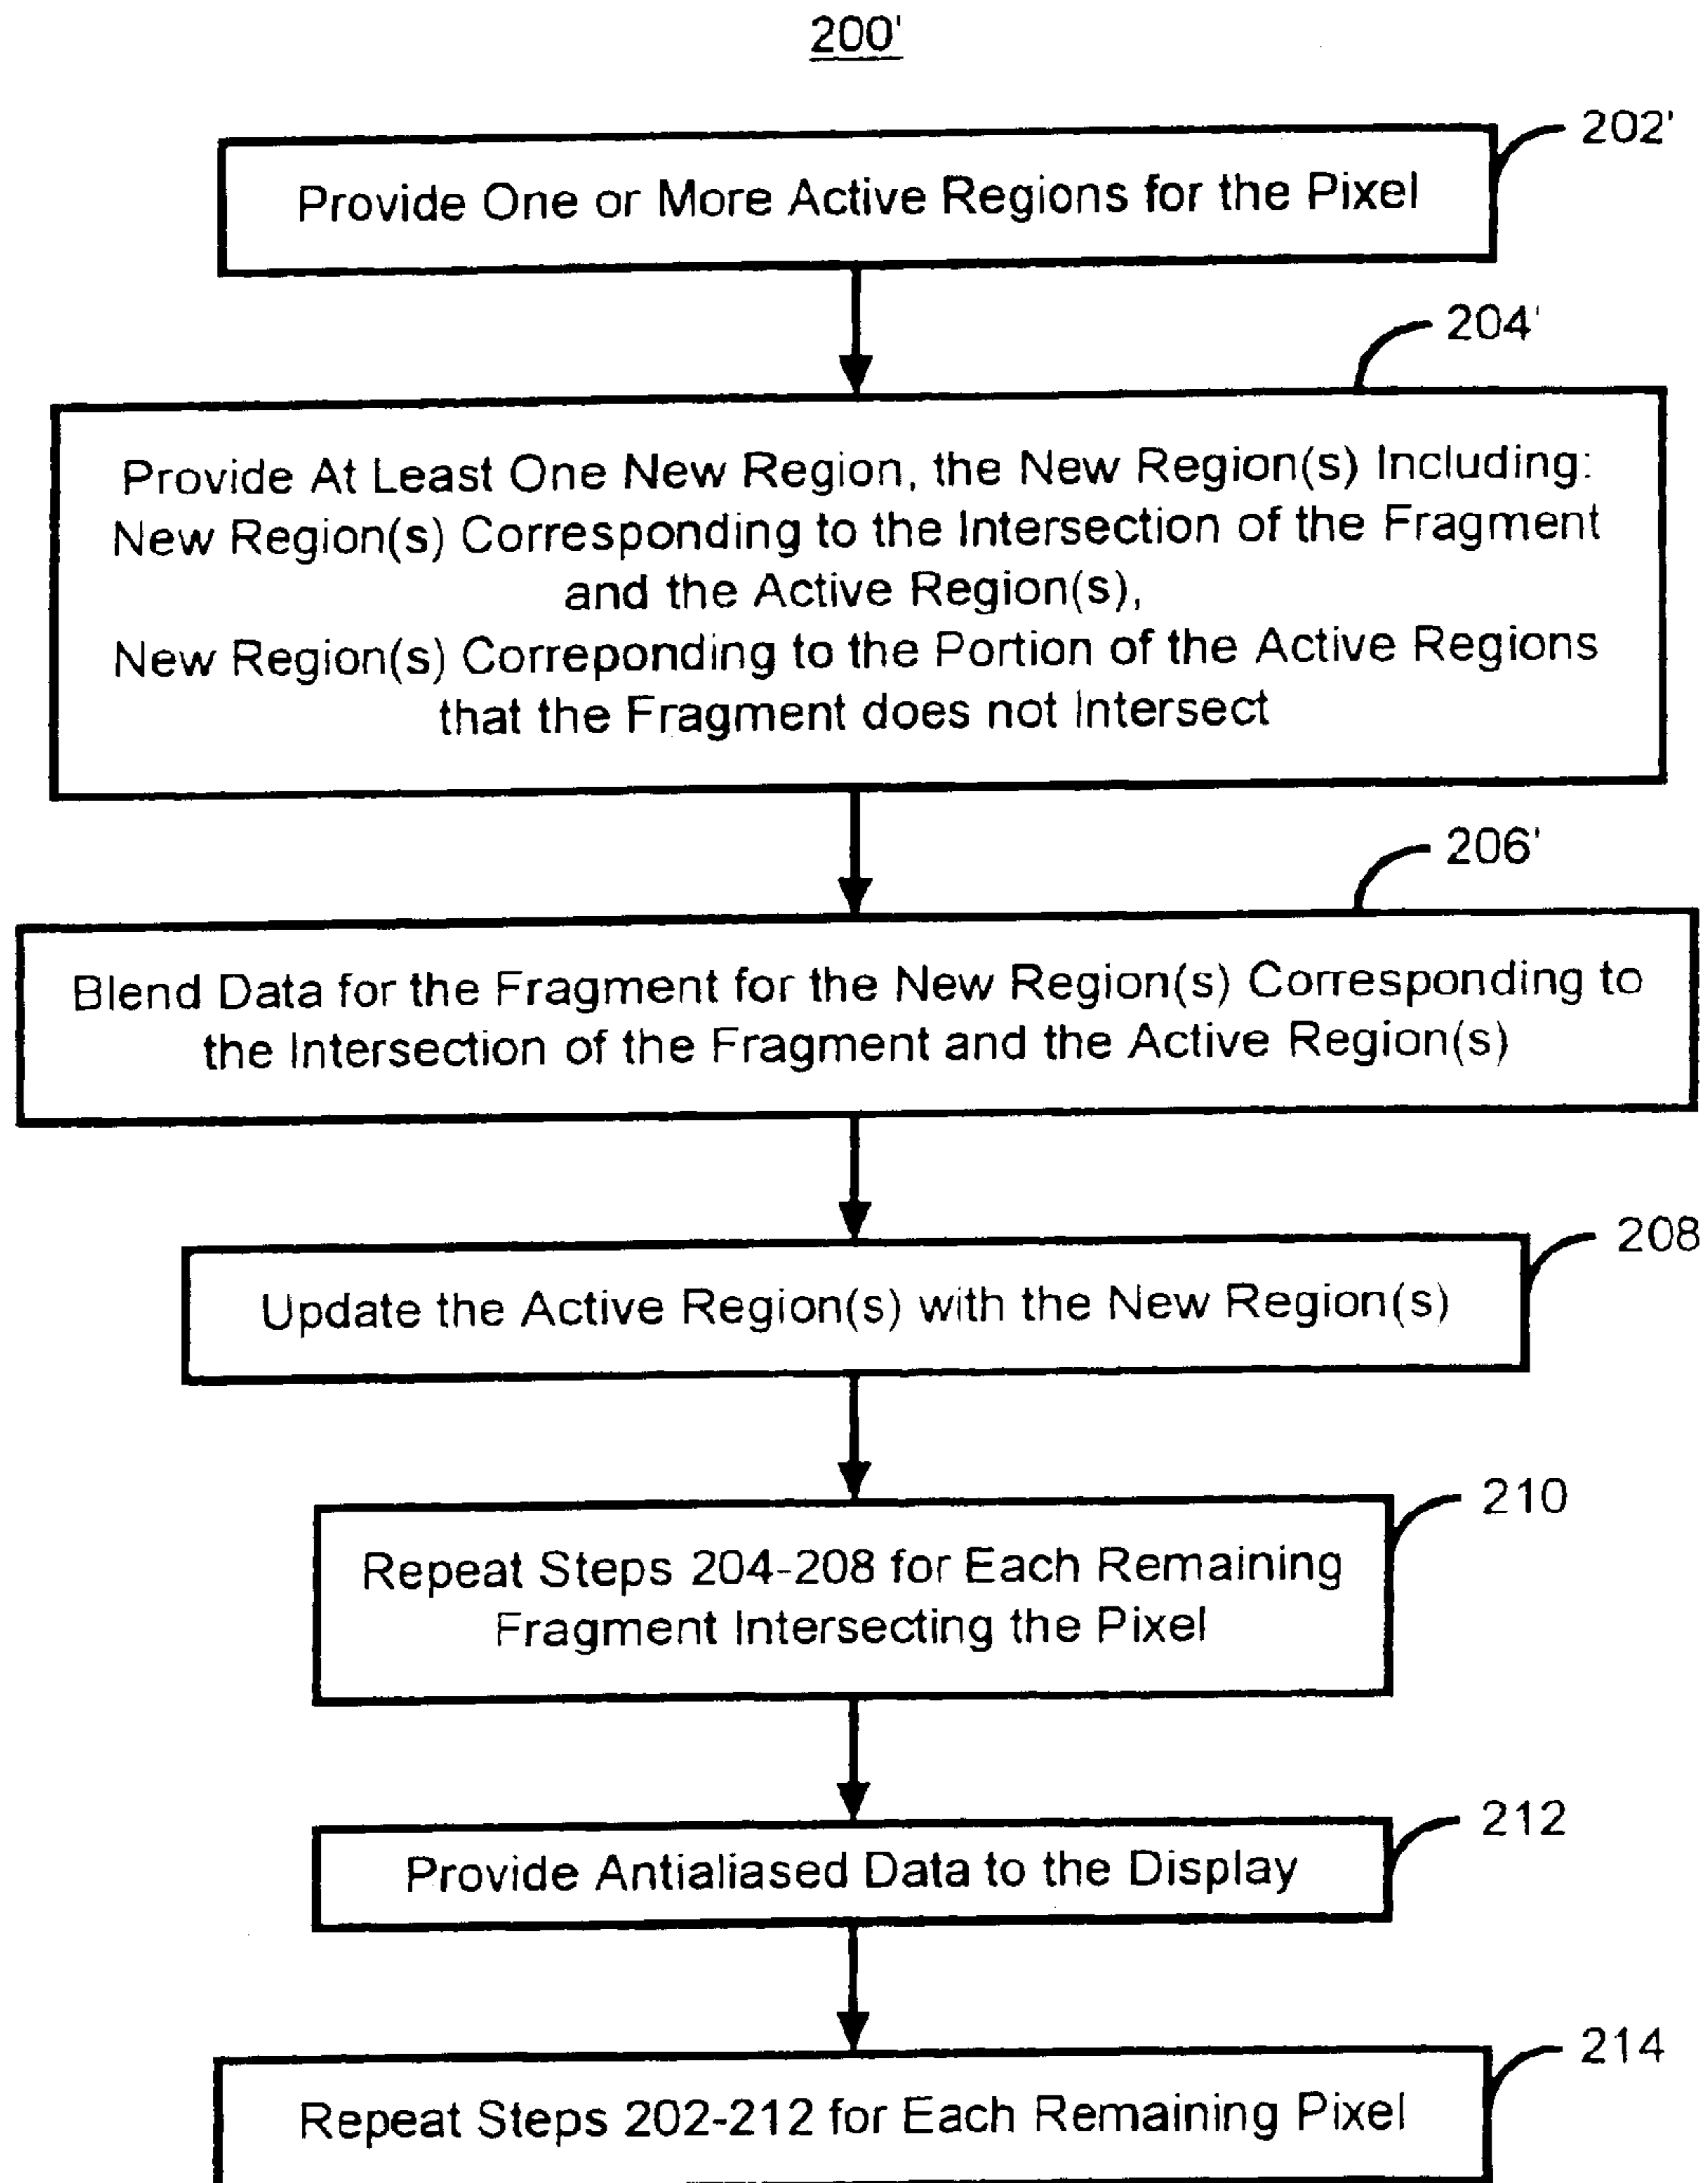 200'
202'
Provide One or More Active Regions for the Pixel
204'
Provide At Least One New Region, the New Region(s) Including:
New Region(s) Corresponding to the Intersection of the Fragment
and the Active Region(s),
New Region(s) Correponding to the Portion of the Active Regions
that the Fragment does not Intersect
206'
Blend Data for the Fragment for the New Region(s) Corresponding to
the Intersection of the Fragment and the Active Region(s)
208
Update the Active Region(s) with the New Region(s)
210
Repeat Steps 204-208 for Each Remaining
Fragment Intersecting the Pixel
212
Provide Antialiased Data to the Display
214
Repeat Steps 202-212 for Each Remaining Pixel